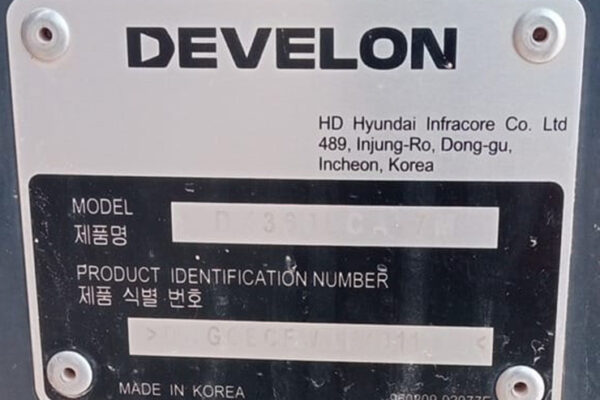 DEVELON
HD Hyundai Infracore Co. Ltd
489, Injung-Ro, Dong-gu,
Incheon, Korea
MODEL
제품명
PRODUCT IDENTIFICATION NUMBER
제품 식별 번호
MADE IN KOREA